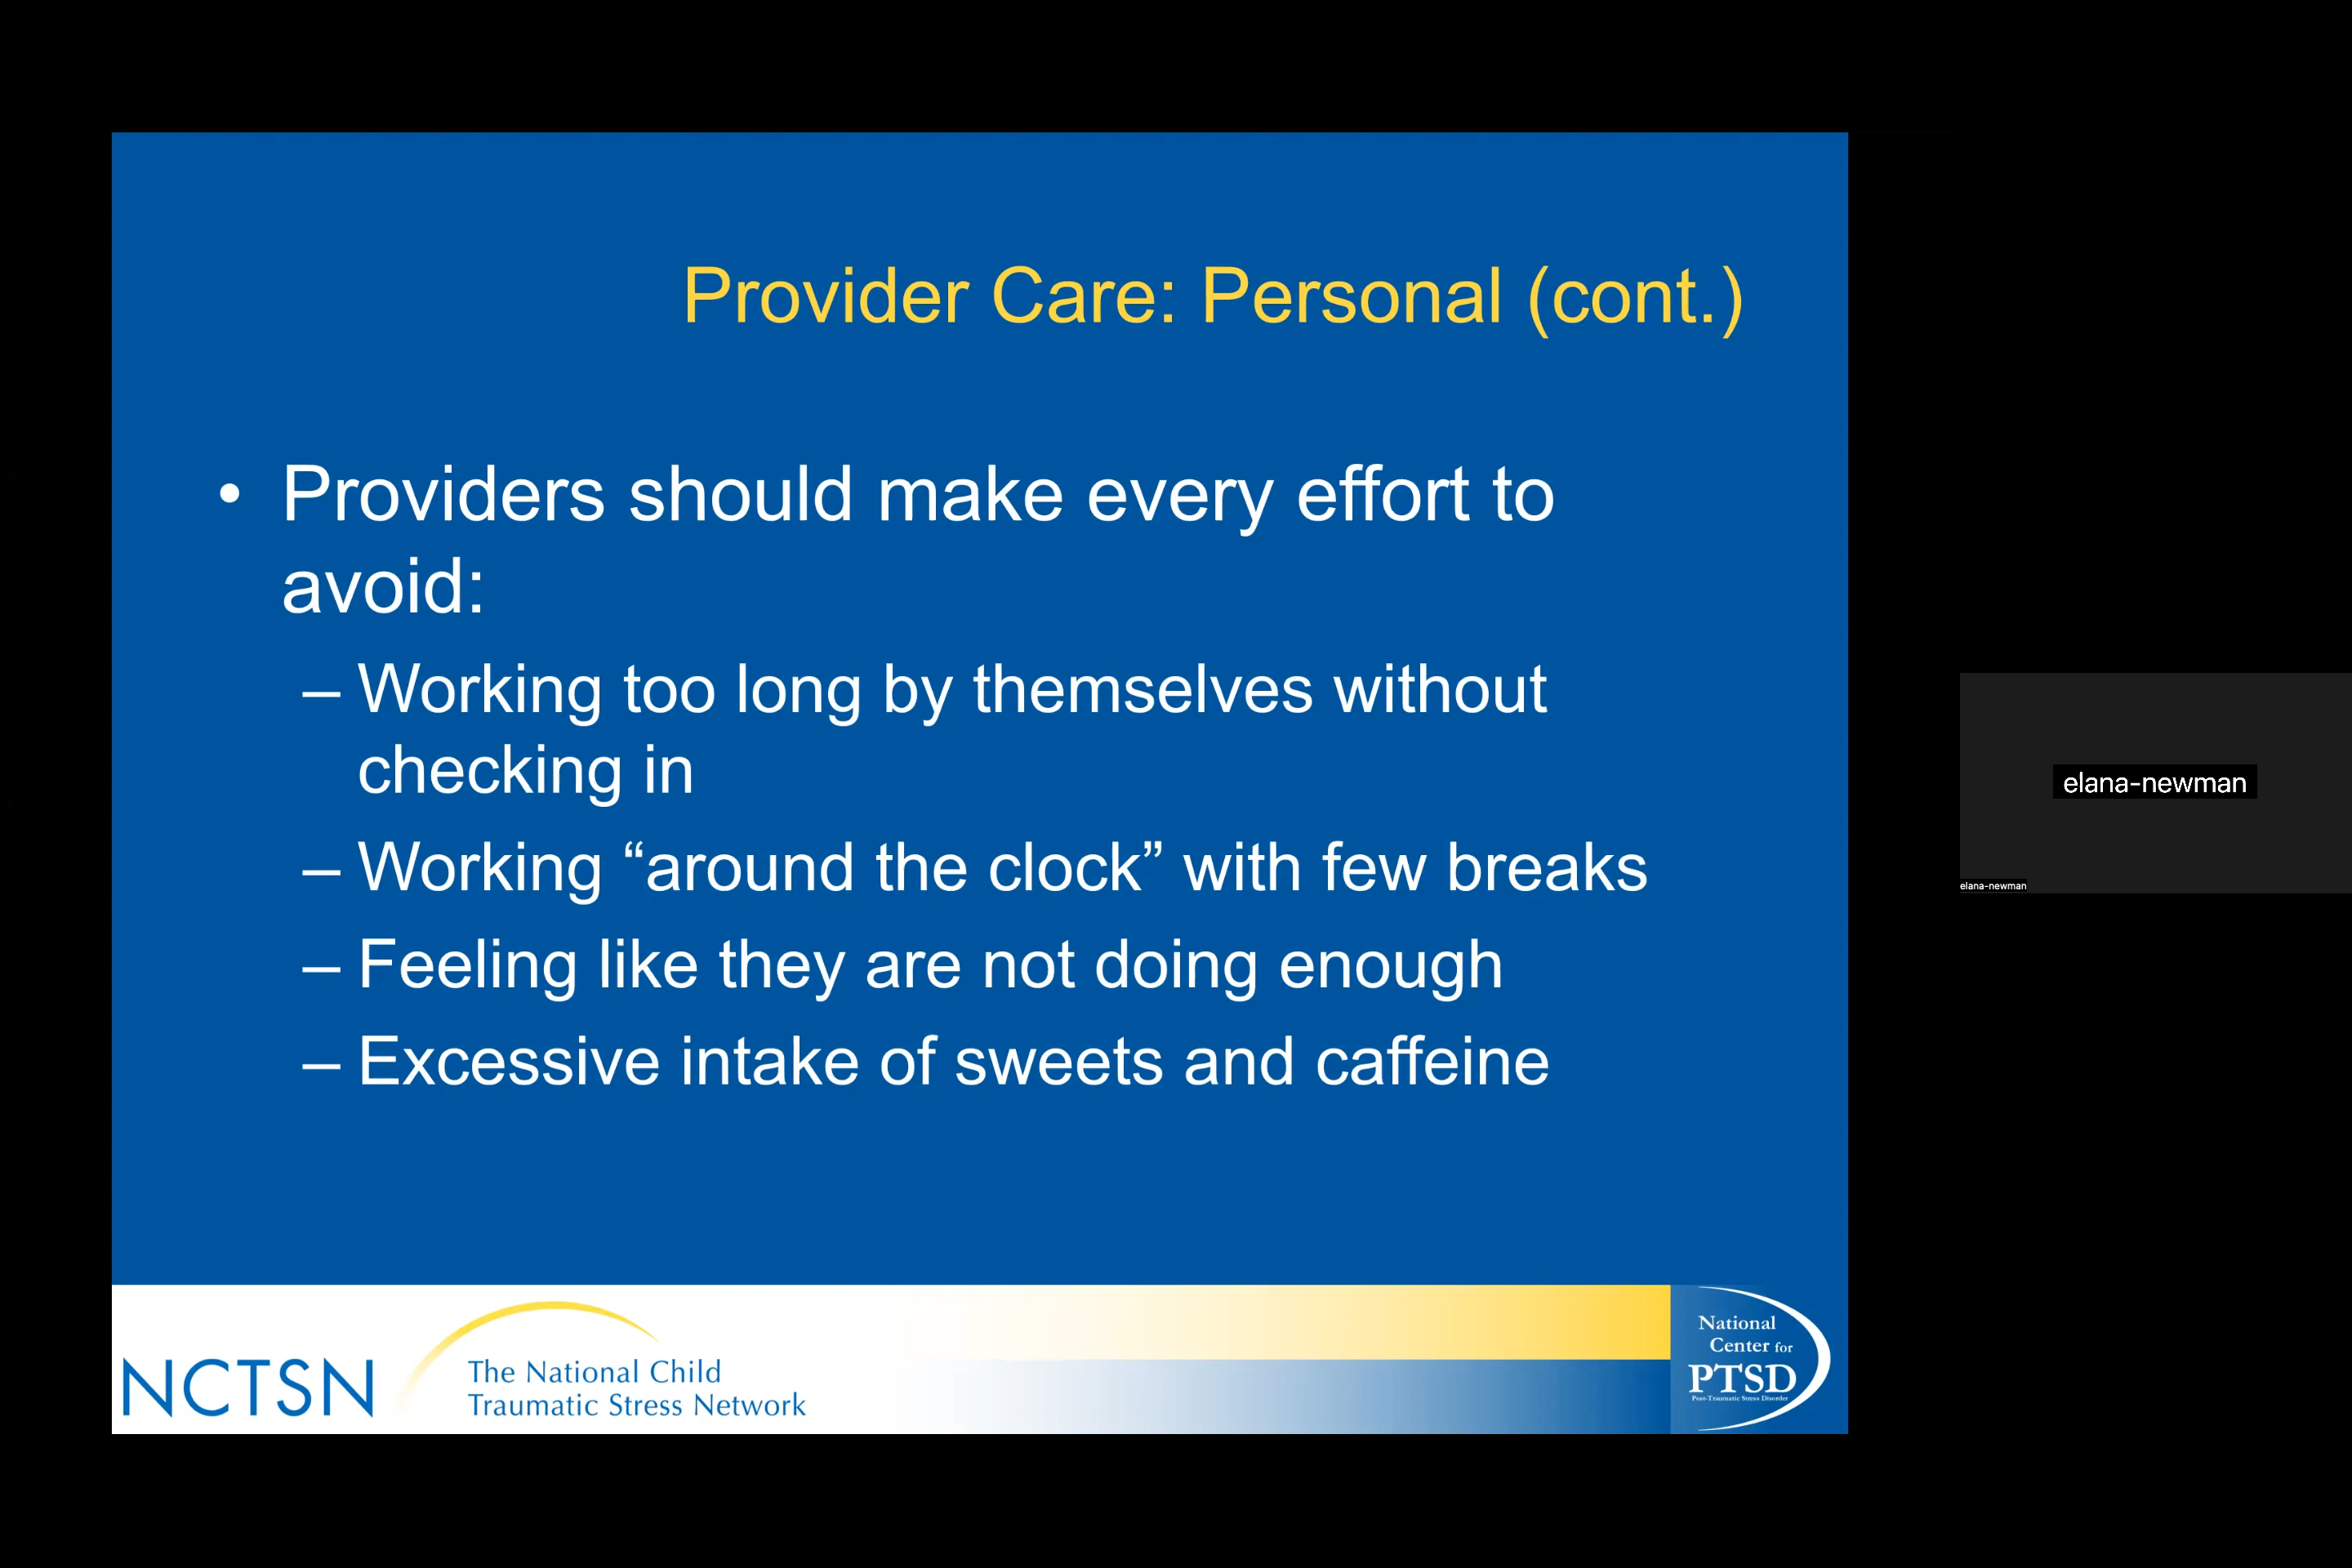 Provider Care: Personal (cont.)
• Providers should make every effort to
avoid:
– Working too long by themselves without
checking in
– Working “around the clock” with few breaks
– Feeling like they are not doing enough
– Excessive intake of sweets and caffeine
NCTSN
The National Child
Traumatic Stress Network
National
Center for
PTSD
Post-Traumatic Stress Disorder
elana-newman
elana-newman